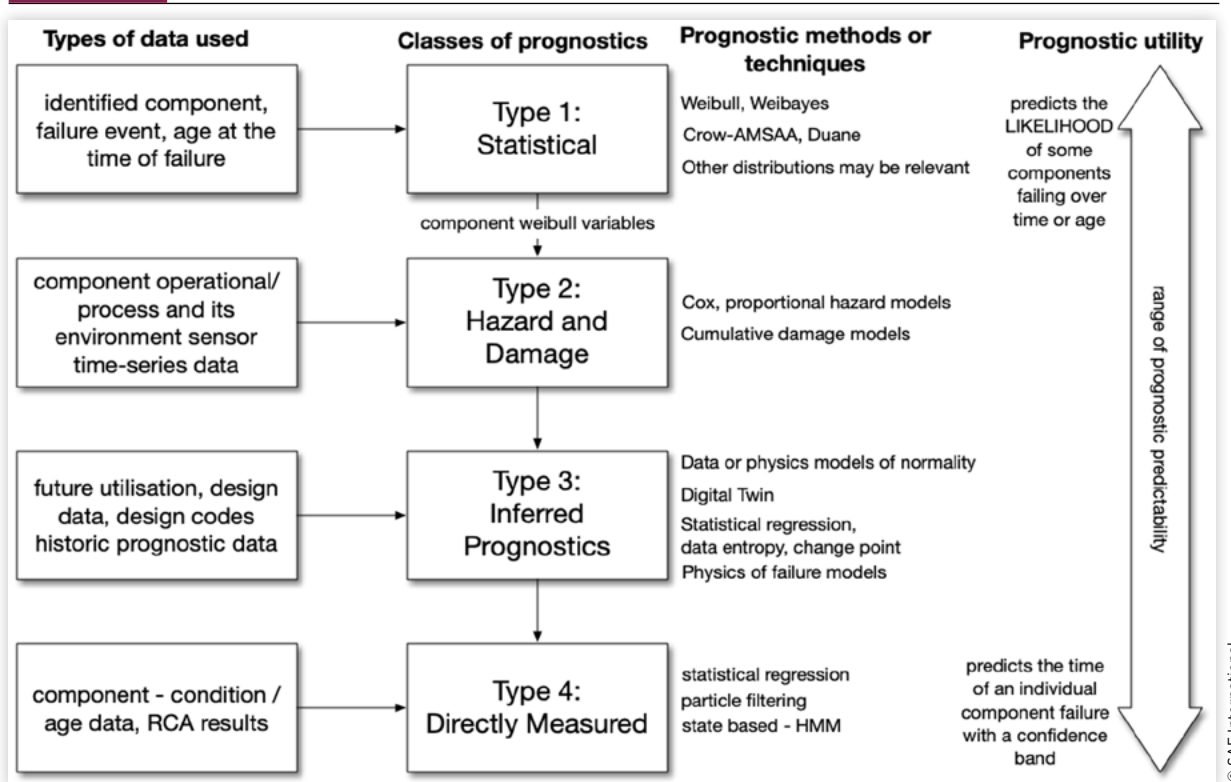 Types of data used
Classes of prognostics
Prognostic methods or
techniques
Prognostic utility
identified component,
failure event, age at the
time of failure
Type 1:
Statistical
Weibull, Weibayes
Crow-AMSAA, Duane
Other distributions may be relevant
predicts the
LIKELIHOOD
of some
components
failing over
time or age
component weibull variables
component operational/
process and its
environment sensor
time-series data
Type 2:
Hazard and
Damage
Cox, proportional hazard models
Cumulative damage models
range of prognostic predictability
future utilisation, design
data, design codes
historic prognostic data
Type 3:
Inferred
Prognostics
Data or physics models of normality
Digital Twin
Statistical regression,
data entropy, change point
Physics of failure models
component - condition /
age data, RCA results
Type 4:
Directly Measured
statistical regression
particle filtering
state based - HMM
predicts the time
of an individual
component failure
with a confidence
band
© SAE International